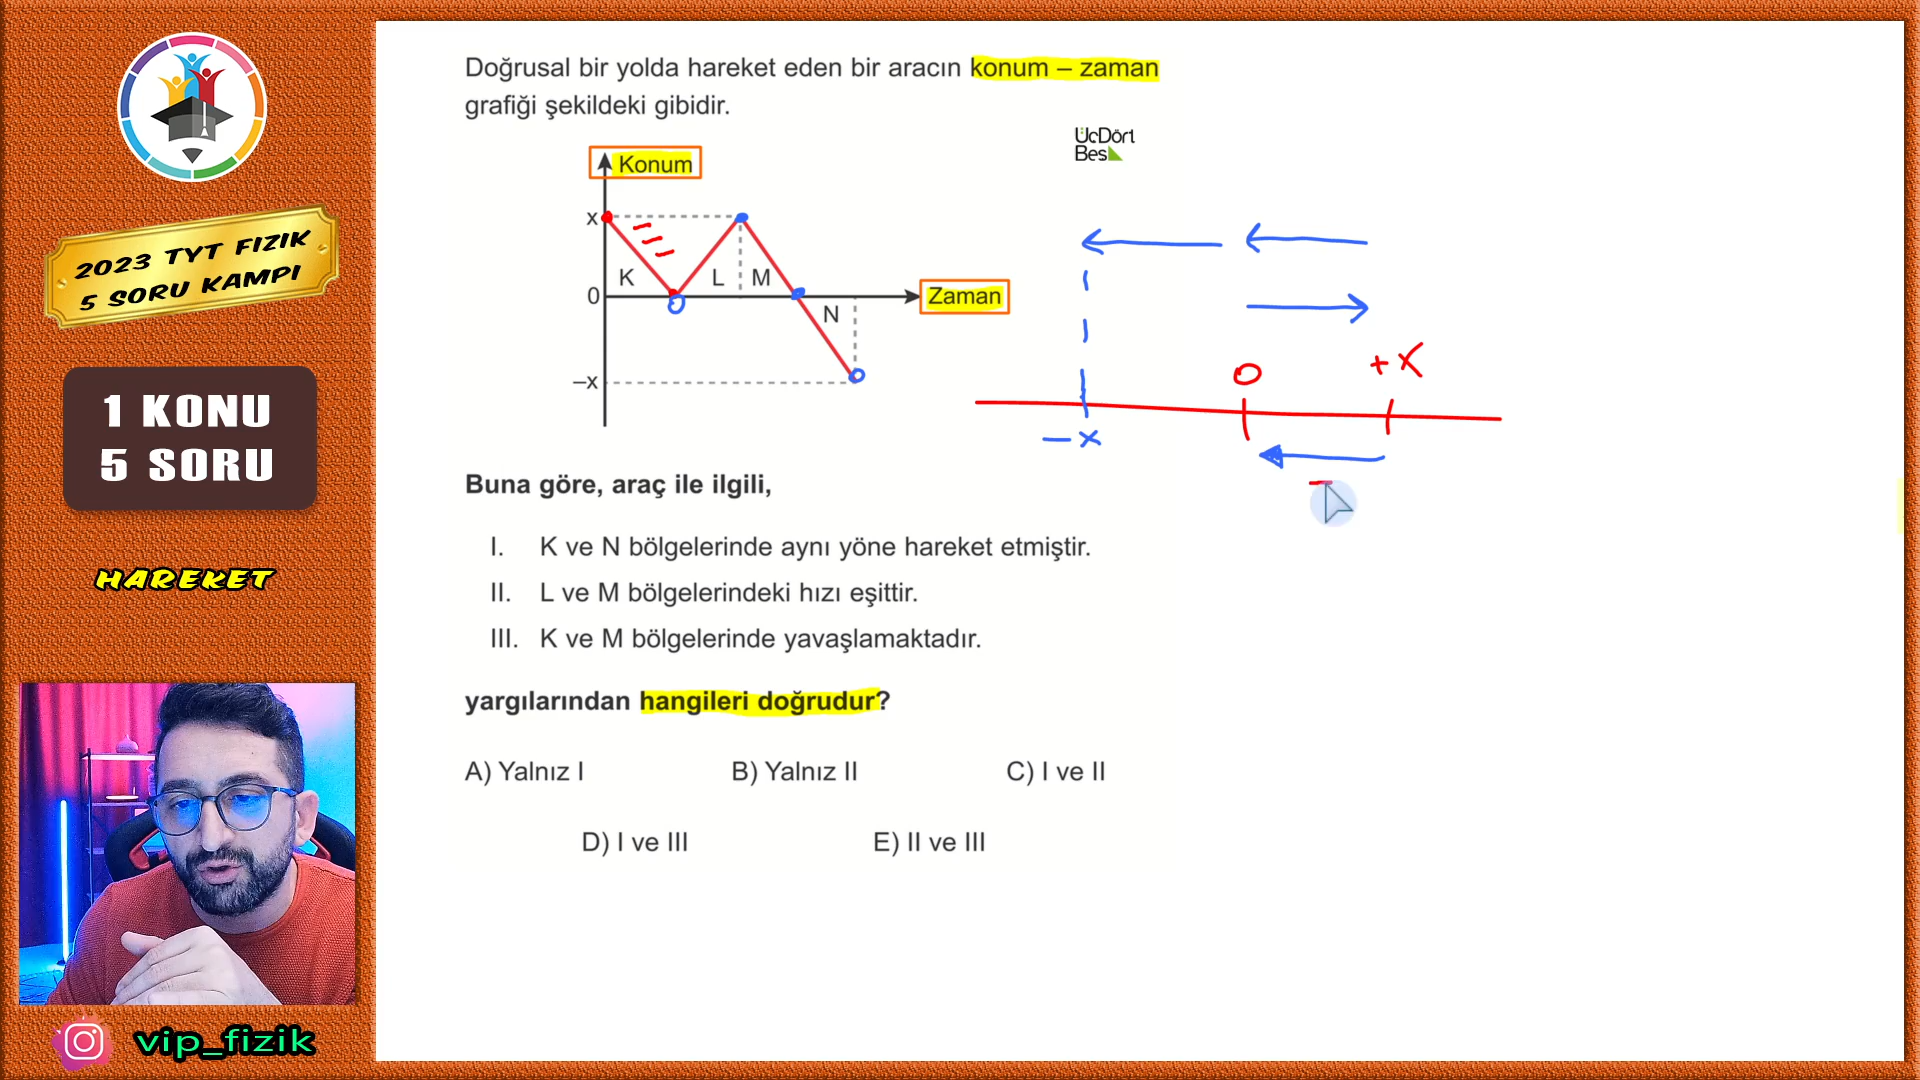 2023 TYT FIZIK
5 SORU KAMPI
1 KONU
5 SORU
HAREKET
vip_fizik
Doğrusal bir yolda hareket eden bir aracın konum – zaman
grafiği şekildeki gibidir.
ÜçDört
Beş
Konum
x
K
L
M
0
Zaman
N
–x
0
+x
–x
Buna göre, araç ile ilgili,
I. K ve N bölgelerinde aynı yöne hareket etmiştir.
II. L ve M bölgelerindeki hızı eşittir.
III. K ve M bölgelerinde yavaşlamaktadır.
yargılarından hangileri doğrudur?
A) Yalnız I
B) Yalnız II
C) I ve II
D) I ve III
E) II ve III